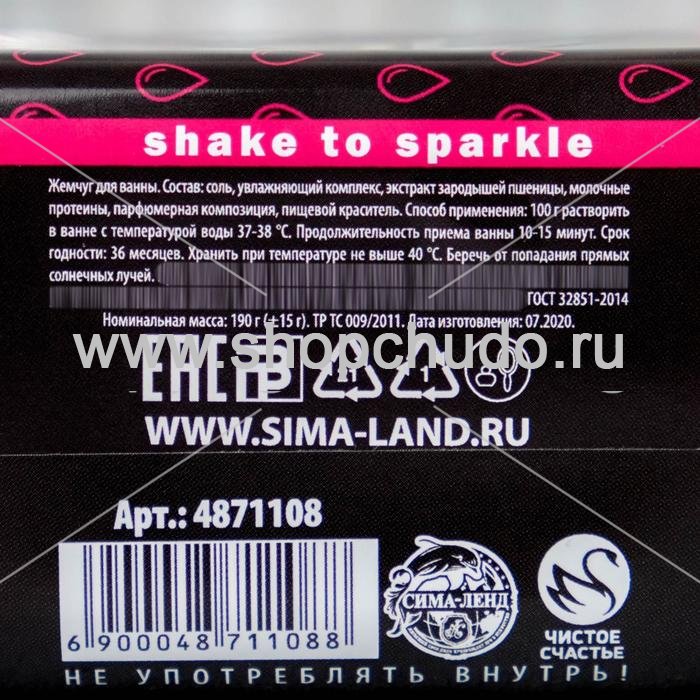 shake to sparkle
Жемчуг для ванны. Состав: соль, увлажняющий комплекс, экстракт зародышей пшеницы, молочные
протеины, парфюмерная композиция, пищевой краситель. Способ применения: 100 г растворить
в ванне с температурой воды 37-38 °C. Продолжительность приема ванны 10-15 минут. Срок
годности: 36 месяцев. Хранить при температуре не выше 40 °C. Беречь от попадания прямых
солнечных лучей.
ГОСТ 32851-2014
Номинальная масса: 190 г (±15 г). ТР ТС 009/2011. Дата изготовления: 07.2020.
www.shopchudo.ru
EAC
21
1
WWW.SIMA-LAND.RU
Арт.: 4871108
6 900048 711088
СИМА-ЛЕНД
ЧИСТОЕ
СЧАСТЬЕ
НЕ УПОТРЕБЛЯТЬ ВНУТРЬ!